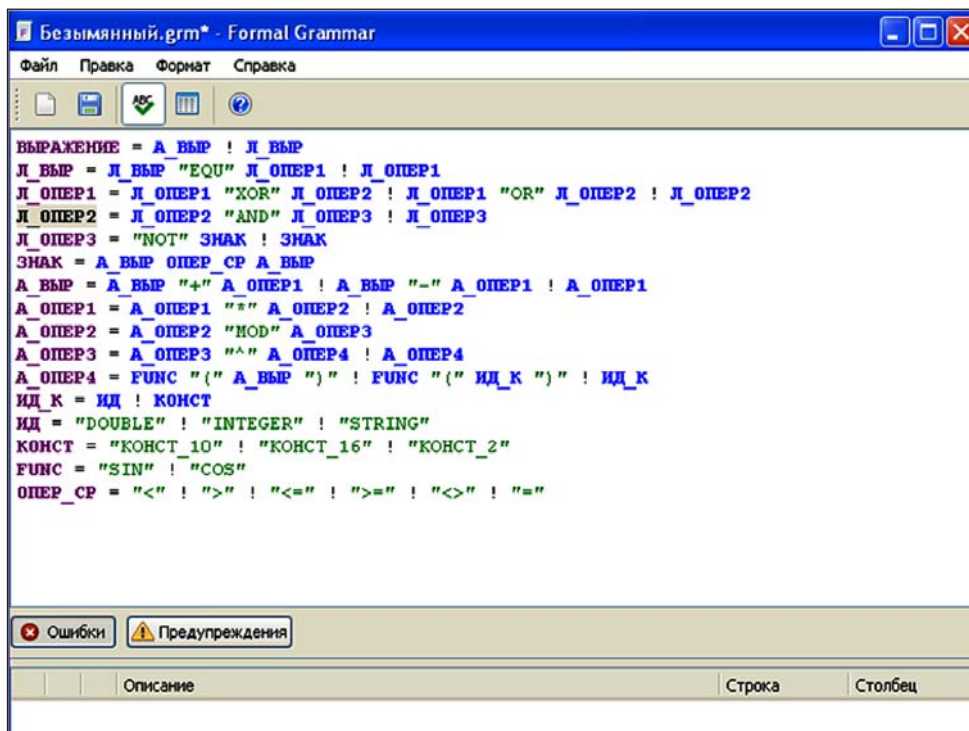 Безымянный.grm* - Formal Grammar
Файл Правка Формат Справка
ABC
ВЫРАЖЕНИЕ = А_ВЫР ! Л_ВЫР
Л_ВЫР = Л_ВЫР "EQU" Л_ОПЕР1 ! Л_ОПЕР1
Л_ОПЕР1 = Л_ОПЕР1 "XOR" Л_ОПЕР2 ! Л_ОПЕР1 "OR" Л_ОПЕР2 ! Л_ОПЕР2
Л_ОПЕР2 = Л_ОПЕР2 "AND" Л_ОПЕР3 ! Л_ОПЕР3
Л_ОПЕР3 = "NOT" ЗНАК ! ЗНАК
ЗНАК = А_ВЫР ОПЕР_СР А_ВЫР
А_ВЫР = А_ВЫР "+" А_ОПЕР1 ! А_ВЫР "-" А_ОПЕР1 ! А_ОПЕР1
А_ОПЕР1 = А_ОПЕР1 "*" А_ОПЕР2 ! А_ОПЕР2
А_ОПЕР2 = А_ОПЕР2 "MOD" А_ОПЕР3
А_ОПЕР3 = А_ОПЕР3 "^" А_ОПЕР4 ! А_ОПЕР4
А_ОПЕР4 = FUNC "(" А_ВЫР ")" ! FUNC "(" ИД_К ")" ! ИД_К
ИД_К = ИД ! КОНСТ
ИД = "DOUBLE" ! "INTEGER" ! "STRING"
КОНСТ = "КОНСТ_10" ! "КОНСТ_16" ! "КОНСТ_2"
FUNC = "SIN" ! "COS"
ОПЕР_СР = "<" ! ">" ! "<=" ! ">=" ! "<>" ! "="
Ошибки Предупреждения
Описание Строка Столбец